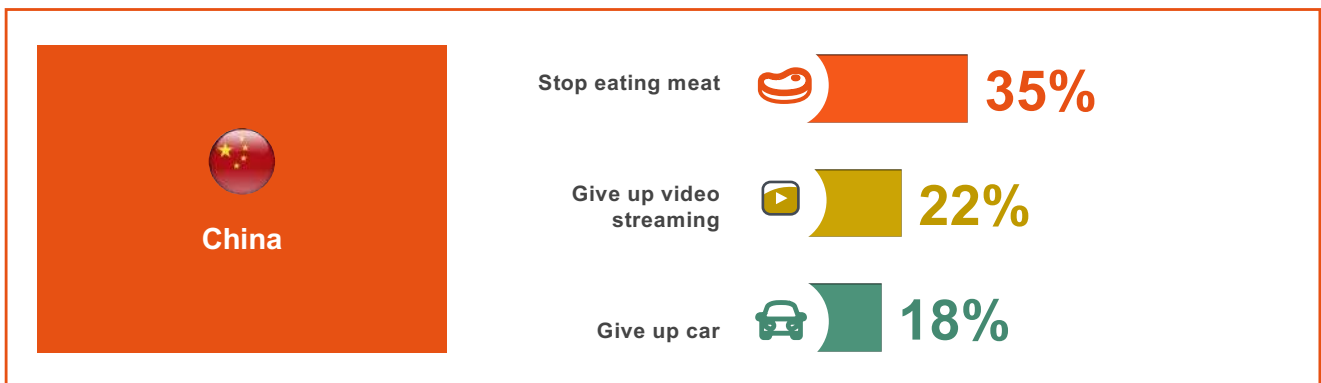 China
Stop eating meat
35%
Give up video
streaming
22%
Give up car
18%